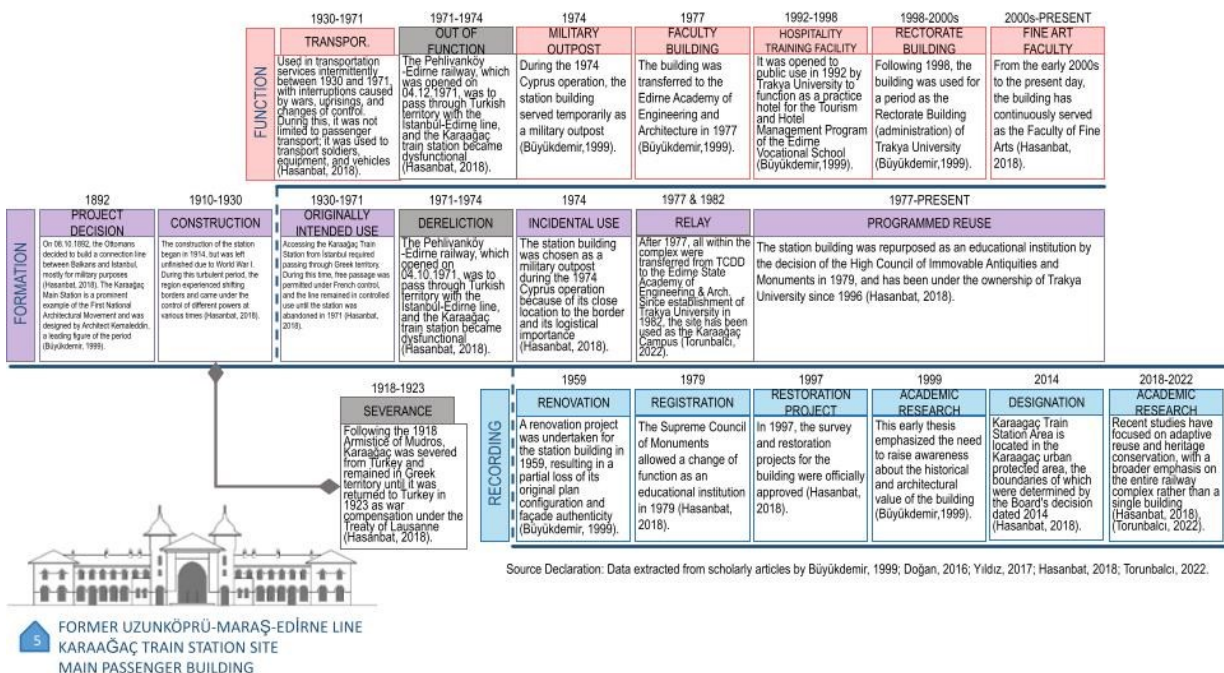 1930-1971
TRANSPOR.
Used in transportation
services intermittently
between 1930 and 1971,
with interruptions caused
by wars, uprisings, and
changes of control.
During this, it was not
limited to passenger
transport; it was used to
transport soldiers,
equipment, and vehicles
(Hasanbat, 2018).
1971-1974
OUT OF
FUNCTION
The Pehlivanköy
-Edirne railway, which
was opened on
04.12.1971, was to
pass through Turkish
territory with the
Istanbul-Edirne line,
and the Karaağaç
train station became
dysfunctional
(Hasanbat, 2018).
1974
MILITARY
OUTPOST
During the 1974
Cyprus operation, the
station building
served temporarily as
a military outpost
(Büyükdemir,1999).
1977
FACULTY
BUILDING
The building was
transferred to the
Edirne Academy of
Engineering and
Architecture in 1977
(Büyükdemir,1999).
1992-1998
HOSPITALITY
TRAINING FACILITY
It was opened to
public use in 1992 by
Trakya University to
function as a practice
hotel for the Tourism
and Hotel
Management Program
of the Edirne
Vocational School
(Büyükdemir,1999).
1998-2000s
RECTORATE
BUILDING
Following 1998, the
building was used for
a period as the
Rectorate Building
(administration) of
Trakya University
(Büyükdemir,1999).
2000s-PRESENT
FINE ART
FACULTY
From the early 2000s
to the present day,
the building has
continuously served
as the Faculty of Fine
Arts (Hasanbat,
2018).
FUNCTION
1892
PROJECT
DECISION
On 06.10.1892, the Ottomans
decided to build a connection line
between Balkans and Istanbul,
mostly for military purposes
(Hasanbat, 2018). The Karaağaç
Main Station is a prominent
example of the First National
Architectural Movement and was
designed by Architect Kemaleddin,
a leading figure of the period
(Büyükdemir, 1999).
1910-1930
CONSTRUCTION
The construction of the station
began in 1914, but was left
unfinished due to World War I.
During this turbulent period, the
region experienced shifting
borders and came under the
control of different powers at
various times (Hasanbat, 2018).
1930-1971
ORIGINALLY
INTENDED USE
Accessing the Karaağaç Train
Station from Istanbul required
passing through Greek territory.
During this time, free passage was
permitted under French control,
and the line remained in controlled
use until the station was
abandoned in 1971 (Hasanbat,
2018).
1971-1974
DERELICTION
The Pehlivanköy
-Edirne railway, which
opened on
04.10.1971, was to
pass through Turkish
territory with the
Istanbul-Edirne line,
and the Karaağaç
train station became
dysfunctional
(Hasanbat, 2018).
1974
INCIDENTAL USE
The station building
was chosen as a
military outpost
during the 1974
Cyprus operation
because of its close
location to the border
and its logistical
importance
(Hasanbat, 2018).
1977 & 1982
RELAY
After 1977, all within the
complex were
transferred from TCDD
to the Edirne State
Academy of
Engineering & Arch.
Since establishment of
Trakya University in
1982, the site has been
used as the Karaağaç
Campus (Torunbalcı,
2022).
1977-PRESENT
PROGRAMMED REUSE
The station building was repurposed as an educational institution by
the decision of the High Council of Immovable Antiquities and
Monuments in 1979, and has been under the ownership of Trakya
University since 1996 (Hasanbat, 2018).
FORMATION
1918-1923
SEVERANCE
Following the 1918
Armistice of Mudros,
Karaağaç was severed
from Turkey and
remained in Greek
territory until it was
returned to Turkey in
1923 as war
compensation under the
Treaty of Lausanne
(Hasanbat, 2018).
RECORDING
1959
RENOVATION
A renovation project
was undertaken for
the station building in
1959, resulting in a
partial loss of its
original plan
configuration and
façade authenticity
(Büyükdemir, 1999).
1979
REGISTRATION
The Supreme Council
of Monuments
allowed a change of
function as an
educational institution
in 1979 (Hasanbat,
2018).
1997
RESTORATION
PROJECT
In 1997, the survey
and restoration
projects for the
building were officially
approved (Hasanbat,
2018).
1999
ACADEMIC
RESEARCH
This early thesis
emphasized the need
to raise awareness
about the historical
and architectural
value of the building
(Büyükdemir,1999).
2014
DESIGNATION
Karaagaç Train
Station Area is
located in the
Karaagaç urban
protected area, the
boundaries of which
were determined by
the Board's decision
dated 2014
(Hasanbat, 2018).
2018-2022
ACADEMIC
RESEARCH
Recent studies have
focused on adaptive
reuse and heritage
conservation, with a
broader emphasis on
the entire railway
complex rather than a
single building
(Hasanbat, 2018),
(Torunbalcı, 2022).
Source Declaration: Data extracted from scholarly articles by Büyükdemir, 1999; Doğan, 2016; Yıldız, 2017; Hasanbat, 2018; Torunbalcı, 2022.
5
FORMER UZUNKÖPRÜ-MARAŞ-EDİRNE LINE
KARAAĞAÇ TRAIN STATION SITE
MAIN PASSENGER BUILDING